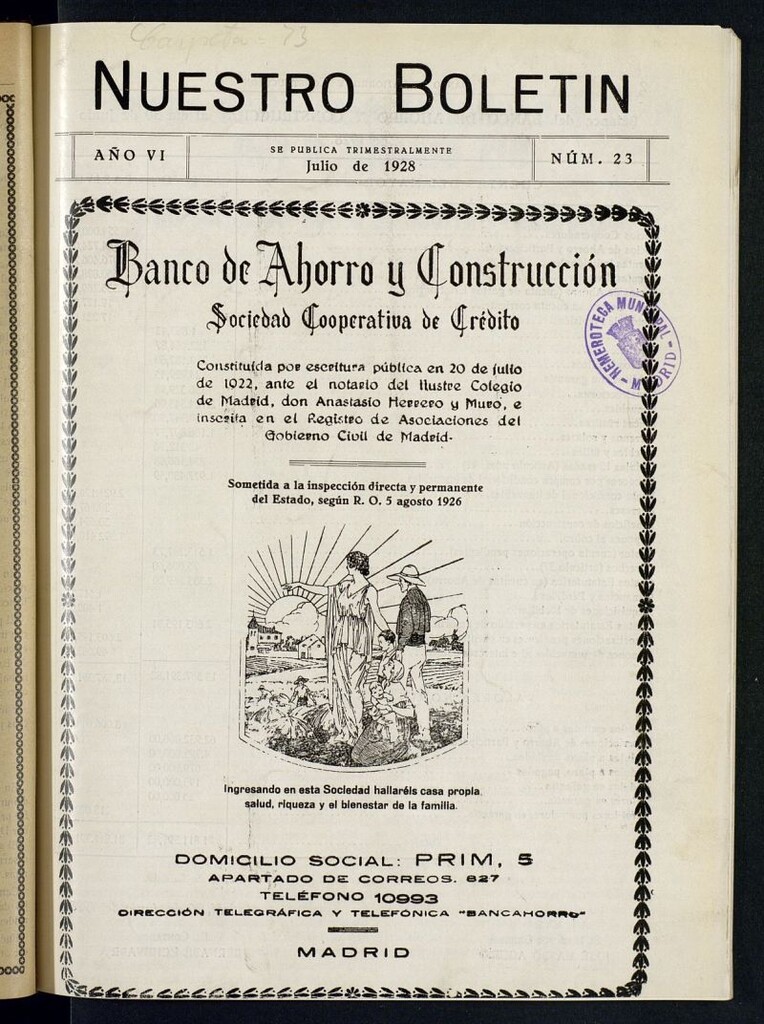 Carpeta - 73
NUESTRO BOLETIN
AÑO VI
SE PUBLICA TRIMESTRALMENTE
Julio de 1928
NÚM. 23
Banco de Ahorro y Construcción
Sociedad Cooperativa de Crédito
HEMEROTECA MUNICIPAL - MADRID -
Constituída por escritura pública en 20 de julio
de 1922, ante el notario del Ilustre Colegio
de Madrid, don Anastasio Herrero y Muro, e
inscrita en el Registro de Asociaciones del
Gobierno Civil de Madrid-
Sometida a la inspección directa y permanente
del Estado, según R. O. 5 agosto 1926
Ingresando en esta Sociedad hallaréis casa propia,
salud, riqueza y el bienestar de la familia.
DOMICILIO SOCIAL: PRIM, 5
APARTADO DE CORREOS. 827
TELÉFONO 10993
DIRECCIÓN TELEGRÁFICA Y TELEFÓNICA "BANCAHORRO"
MADRID